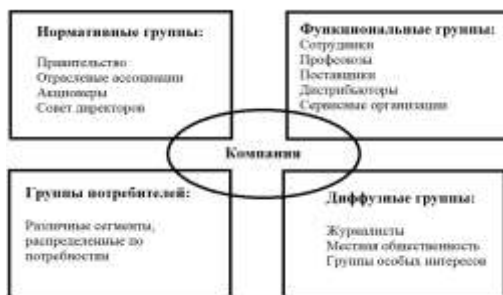 Нормативные группы:
Правительство
Отраслевые ассоциации
Акционеры
Совет директоров
Функциональные группы:
Сотрудники
Профсоюзы
Поставщики
Дистрибьюторы
Сервисные организации
Компания
Группы потребителей:
Различные сегменты,
распределенные по
потребностям
Диффузные группы:
Журналисты
Местная общественность
Группы особых интересов